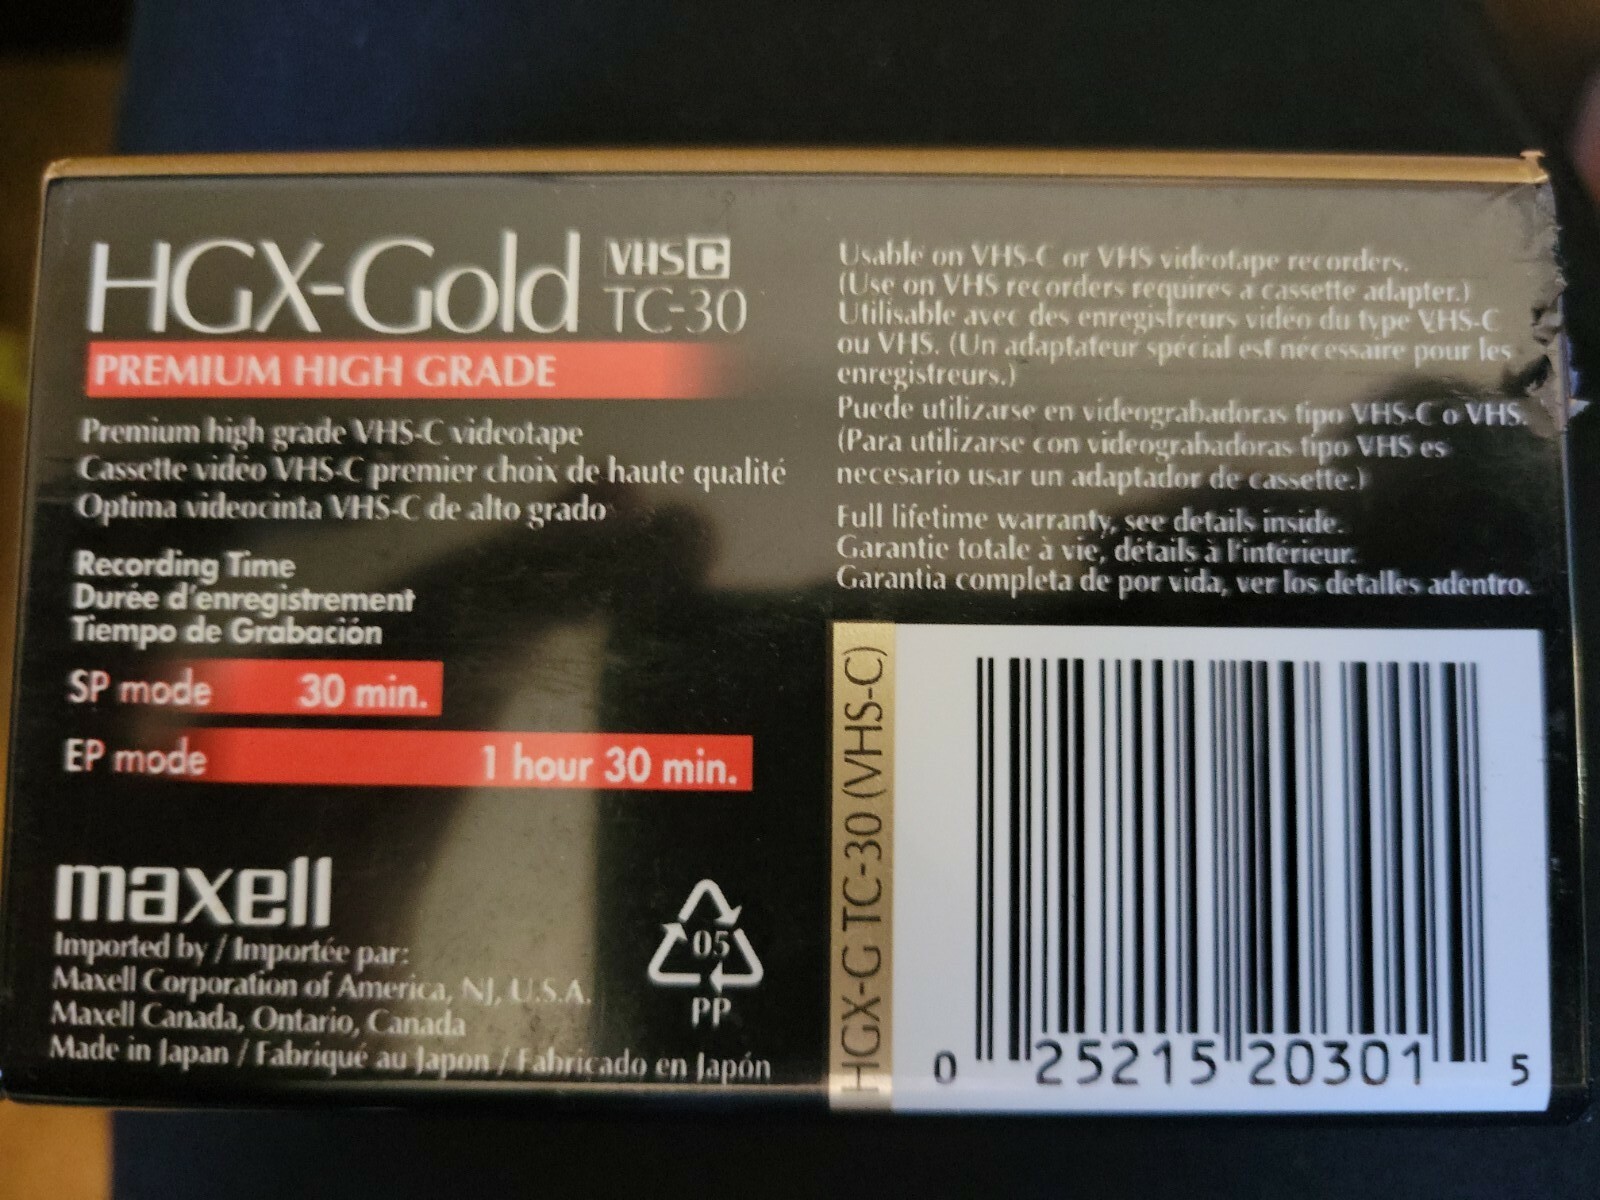 HGX-Gold VHS C
TC-30
PREMIUM HIGH GRADE
Premium high grade VHS-C videotape
Cassette vidéo VHS-C premier choix de haute qualité
Optima videocinta VHS-C de alto grado
Recording Time
Durée d'enregistrement
Tiempo de Grabación
SP mode 30 min.
EP mode 1 hour 30 min.
maxell
Imported by / Importée par:
Maxell Corporation of America, NJ, U.S.A.
Maxell Canada, Ontario, Canada
Made in Japan / Fabriqué au Japon / Fabricado en Japón
05
PP
Usable on VHS-C or VHS videotape recorders.
(Use on VHS recorders requires a cassette adapter.)
Utilisable avec des enregistreurs vidéo du type VHS-C
ou VHS. (Un adaptateur spécial est nécessaire pour les
enregistreurs.)
Puede utilizarse en videograbadoras tipo VHS-C o VHS.
(Para utilizarse con videograbadoras tipo VHS es
necesario usar un adaptador de cassette.)
Full lifetime warranty, see details inside.
Garantie totale à vie, détails à l'intérieur.
Garantia completa de por vida, ver los detalles adentro.
HGX-G TC-30 (VHS-C)
0 25215 20301 5